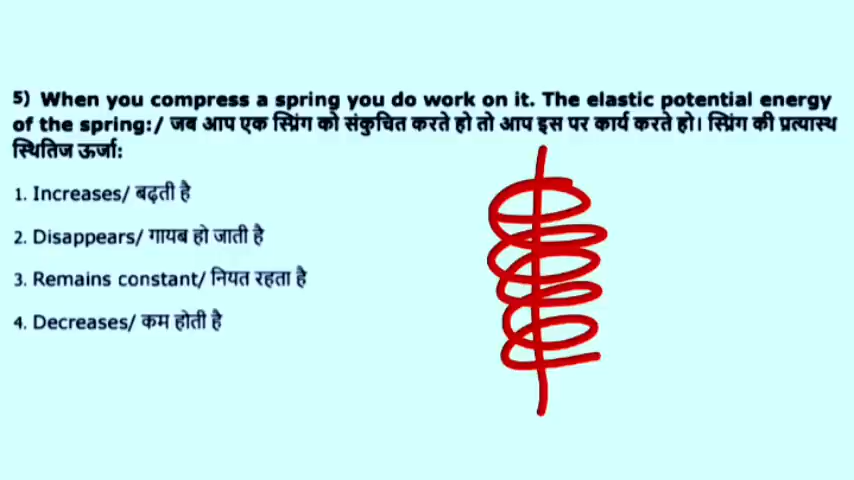 5) When you compress a spring you do work on it. The elastic potential energy
of the spring:/ जब आप एक स्प्रिंग को संकुचित करते हो तो आप इस पर कार्य करते हो। स्प्रिंग की प्रत्यास्थ
स्थितिज ऊर्जा:
1. Increases/ बढ़ती है
2. Disappears/ गायब हो जाती है
3. Remains constant/ नियत रहता है
4. Decreases/ कम होती है